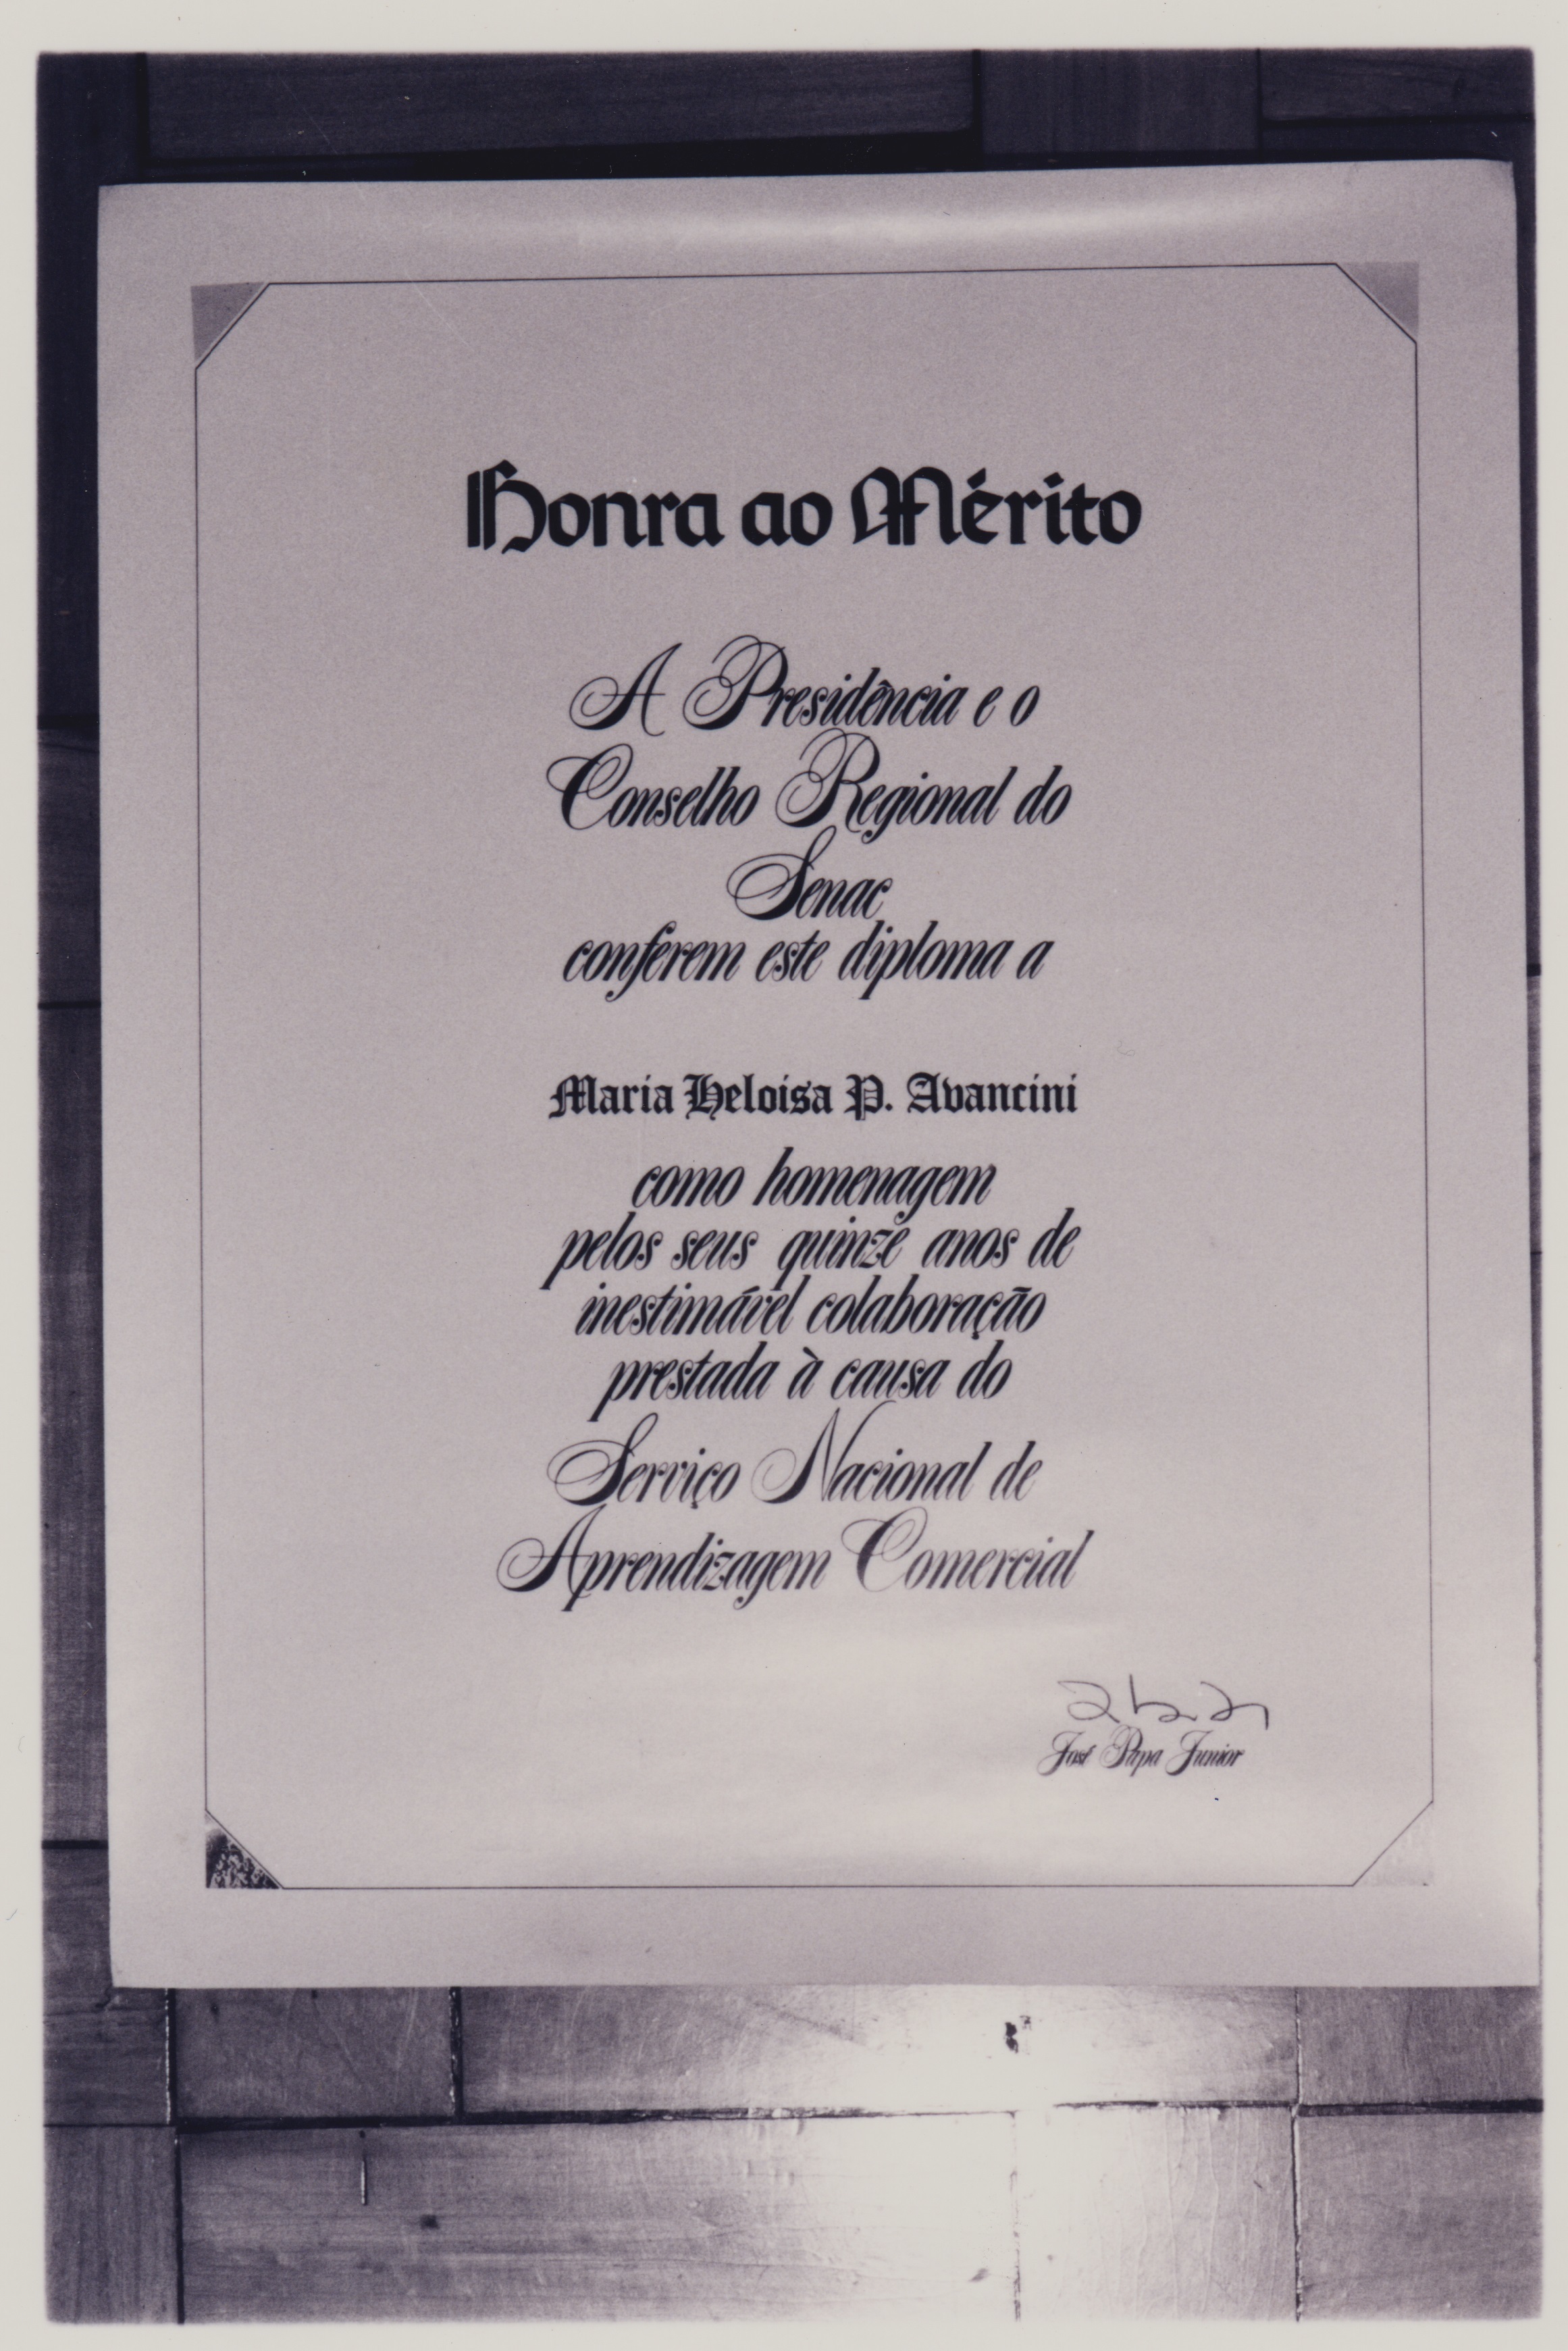 Honra ao Mérito
A Presidência e o
Conselho Regional do
Senac
conferem este diploma a
Maria Heloisa P. Avancini
como homenagem
pelos seus quinze anos de
inestimável colaboração
prestada à causa do
Serviço Nacional de
Aprendizagem Comercial
José Papa Junior